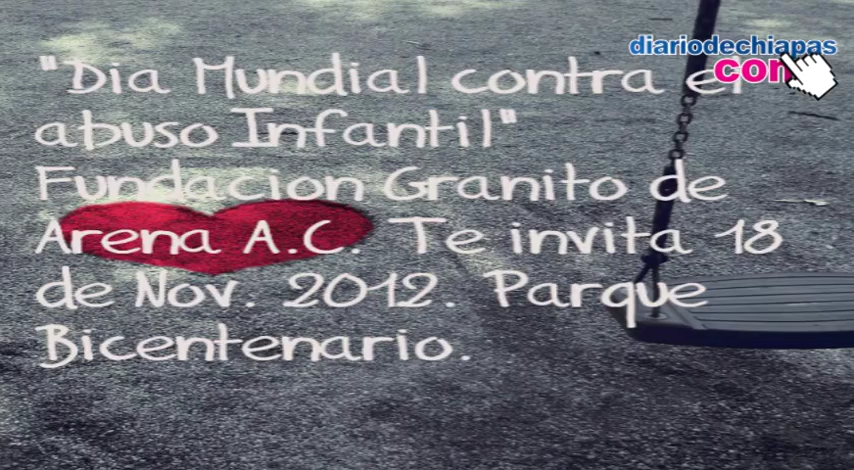 diariodechiapas
con
"Dia Mundial contra el
abuso Infantil"
Fundacion Granito de
Arena A.C. Te invita 18
de Nov. 2012. Parque
Bicentenario.